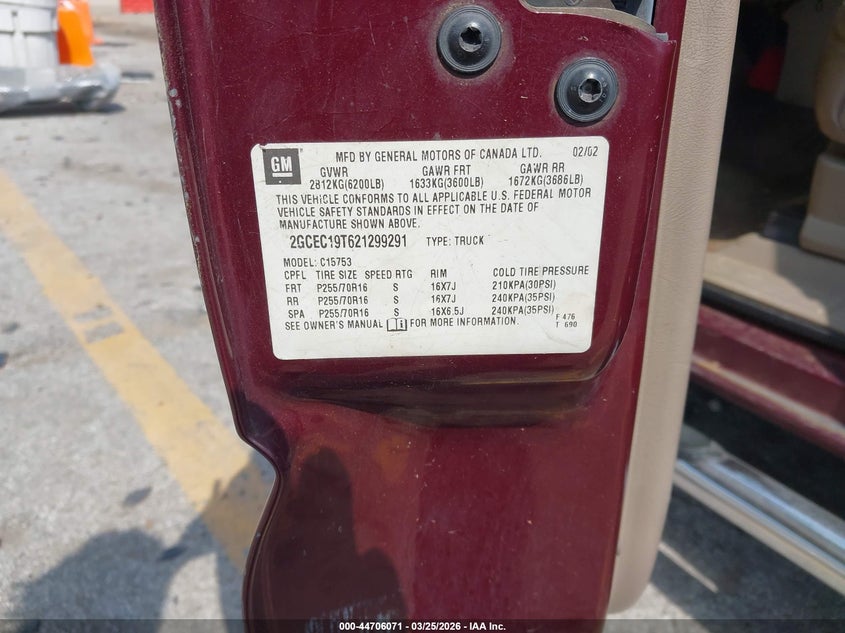 GM
MFD BY GENERAL MOTORS OF CANADA LTD. 02/02
GVWR GAWR FRT GAWR RR
2812KG(6200LB) 1633KG(3600LB) 1672KG(3686LB)
THIS VEHICLE CONFORMS TO ALL APPLICABLE U.S. FEDERAL MOTOR
VEHICLE SAFETY STANDARDS IN EFFECT ON THE DATE OF
MANUFACTURE SHOWN ABOVE.
2GCEC19T621299291 TYPE: TRUCK
MODEL: C15753
CPFL TIRE SIZE SPEED RTG RIM COLD TIRE PRESSURE
FRT P255/70R16 S 16X7J 210KPA(30PSI)
RR P255/70R16 S 16X7J 240KPA(35PSI)
SPA P255/70R16 S 16X6.5J 240KPA(35PSI)
SEE OWNER'S MANUAL FOR MORE INFORMATION.
F 476
T 690
000-44706071 - 03/25/2026 - IAA Inc.